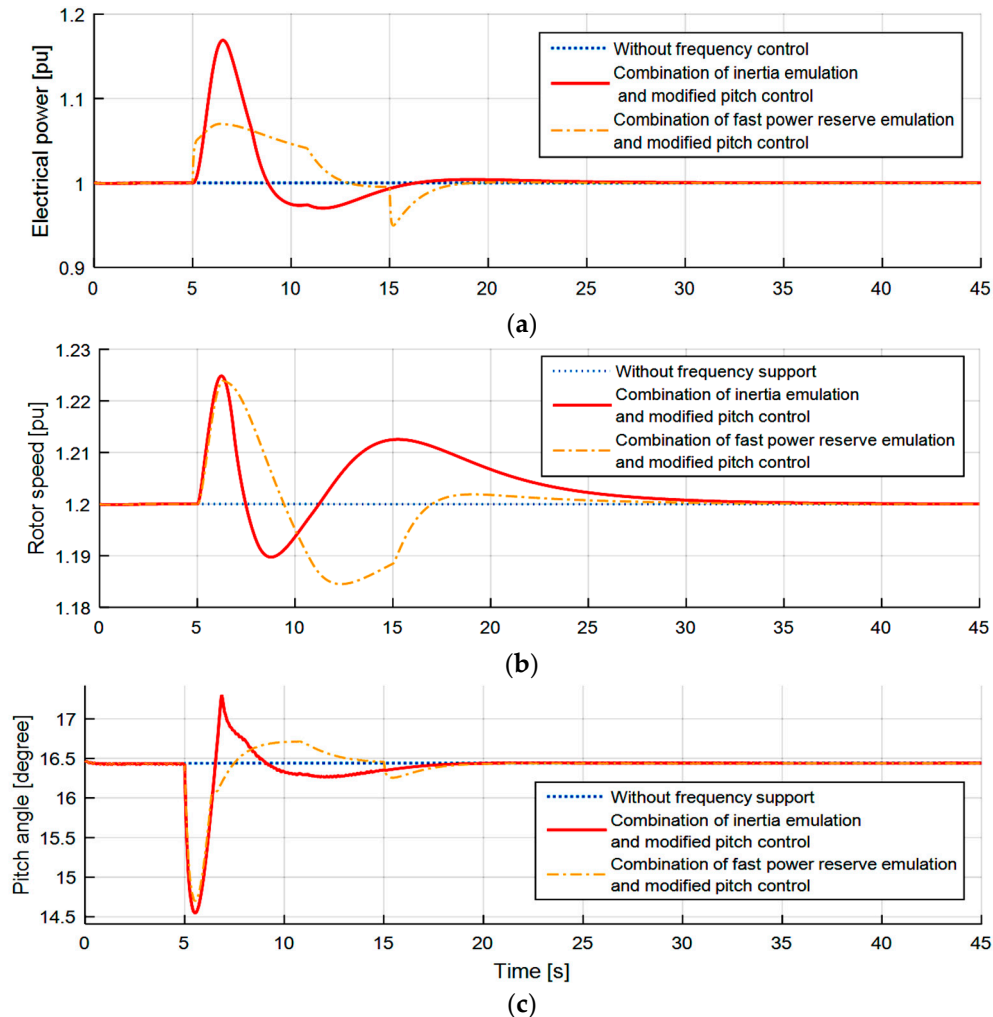 Electrical power [pu]
1.2
1.1
1
0.9
0 5 10 15 20 25 30 35 40 45
Without frequency control
Combination of inertia emulation
and modified pitch control
Combination of fast power reserve emulation
and modified pitch control
(a)
Rotor speed [pu]
1.23
1.22
1.21
1.2
1.19
1.18
0 5 10 15 20 25 30 35 40 45
Without frequency support
Combination of inertia emulation
and modified pitch control
Combination of fast power reserve emulation
and modified pitch control
(b)
Pitch angle [degree]
17
16.5
16
15.5
15
14.5
0 5 10 15 20 25 30 35 40 45
Without frequency support
Combination of inertia emulation
and modified pitch control
Combination of fast power reserve emulation
and modified pitch control
Time [s]
(c)